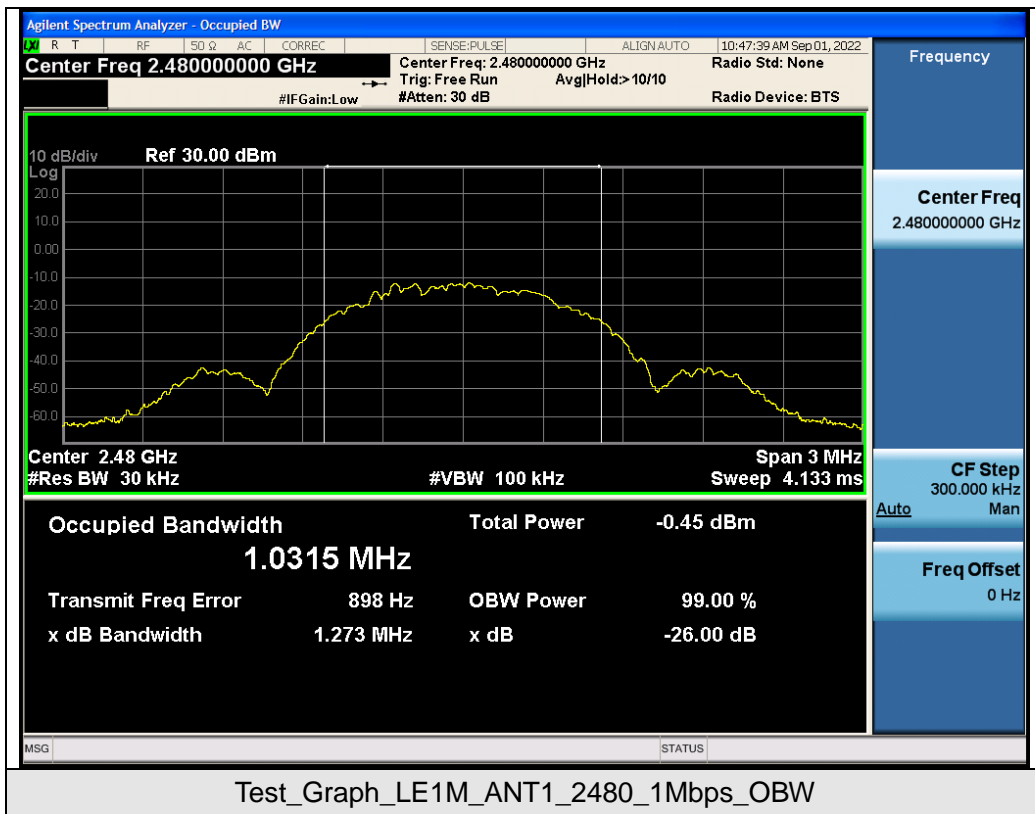 Agilent Spectrum Analyzer - Occupied BW
LXI R T RF 50 Ω AC CORREC SENSE:PULSE ALIGN AUTO 10:47:39 AM Sep 01, 2022
Center Freq 2.480000000 GHz
Center Freq: 2.480000000 GHz
Radio Std: None
Trig: Free Run Avg|Hold:>10/10
#IFGain:Low
#Atten: 30 dB
Radio Device: BTS
10 dB/div Ref 30.00 dBm
Log
20.0
10.0
0.00
-10.0
-20.0
-30.0
-40.0
-50.0
-60.0
Center 2.48 GHz Span 3 MHz
#Res BW 30 kHz #VBW 100 kHz Sweep 4.133 ms
Occupied Bandwidth Total Power -0.45 dBm
1.0315 MHz
Transmit Freq Error 898 Hz OBW Power 99.00 %
x dB Bandwidth 1.273 MHz x dB -26.00 dB
MSG STATUS
Frequency
Center Freq
2.480000000 GHz
CF Step
300.000 kHz
Auto Man
Freq Offset
0 Hz
Test_Graph_LE1M_ANT1_2480_1Mbps_OBW